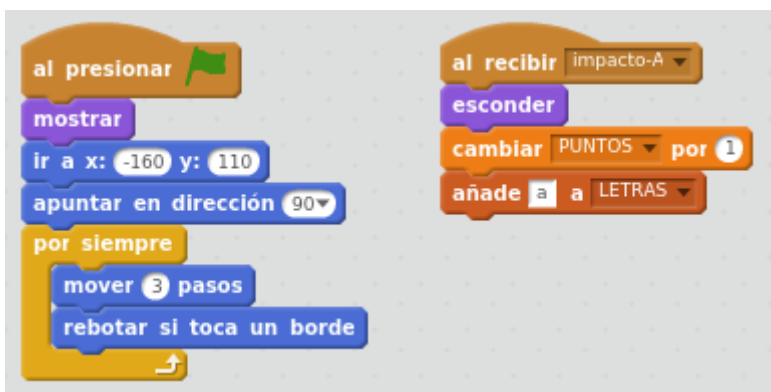 al presionar
mostrar
ir a x: -160 y: 110
apuntar en dirección 90
por siempre
mover 3 pasos
rebotar si toca un borde
al recibir impacto-A
esconder
cambiar PUNTOS por 1
añade a a LETRAS